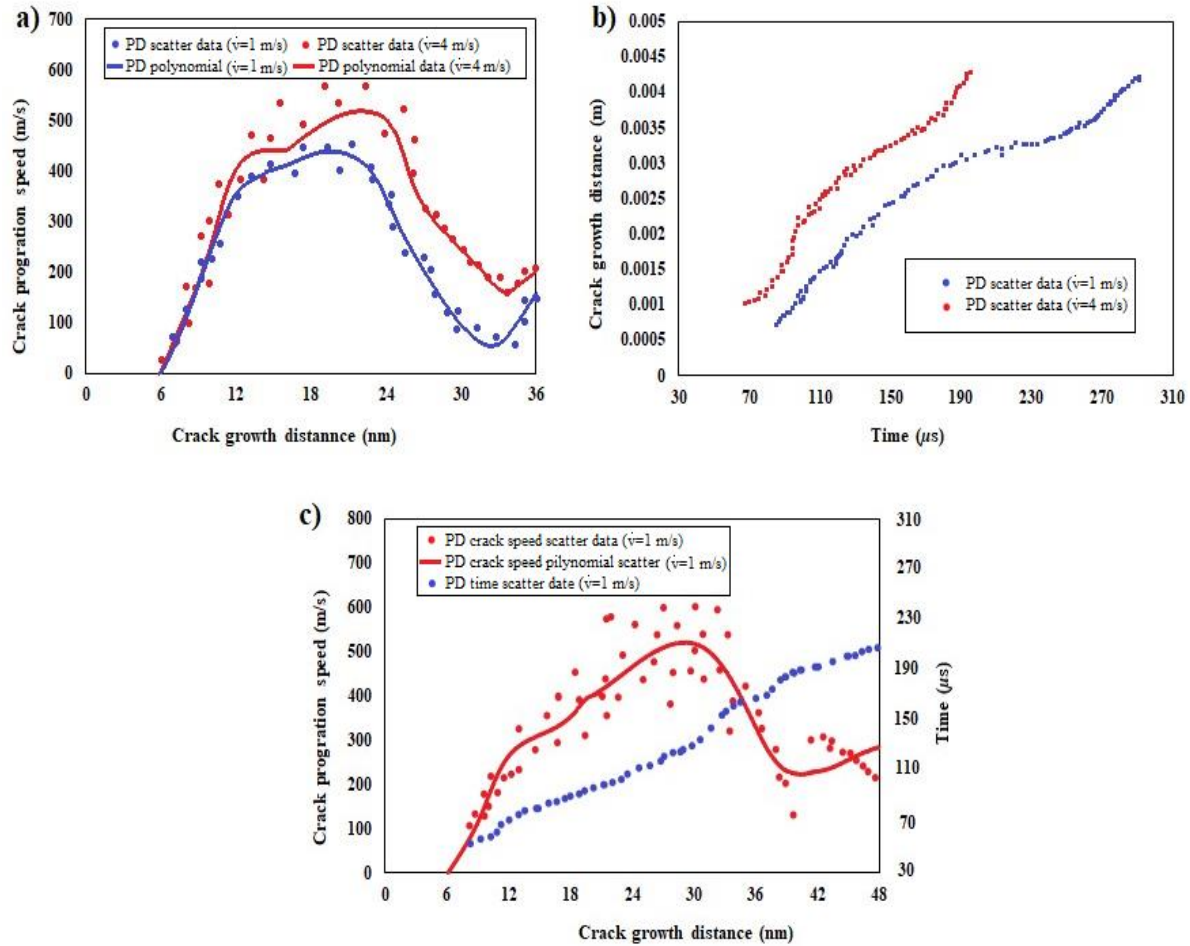 a)
700
600
500
400
300
200
100
0
Crack progration speed (m/s)
PD scatter data (v̇=1 m/s) PD scatter data (v̇=4 m/s)
PD polynomial (v̇=1 m/s) PD polynomial data (v̇=4 m/s)
0 6 12 18 24 30 36
Crack growth distannce (nm)
b)
0.005
0.0045
0.004
0.0035
0.003
0.0025
0.002
0.0015
0.001
0.0005
0
Crack growth distance (m)
PD scatter data (v̇=1 m/s)
PD scatter data (v̇=4 m/s)
30 70 110 150 190 230 270 310
Time (µs)
c)
800
700
600
500
400
300
200
100
0
Crack progration speed (m/s)
PD crack speed scatter data (v̇=1 m/s)
PD crack speed pilynomial scatter (v̇=1 m/s)
PD time scatter date (v̇=1 m/s)
310
270
230
190
150
110
70
30
Time (µs)
0 6 12 18 24 30 36 42 48
Crack growth distance (nm)